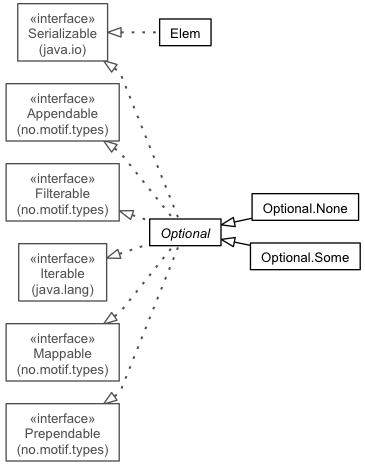 «interface»
Serializable
(java.io)
Elem
«interface»
Appendable
(no.motif.types)
«interface»
Filterable
(no.motif.types)
Optional.None
Optional
«interface»
Iterable
(java.lang)
Optional.Some
«interface»
Mappable
(no.motif.types)
«interface»
Prependable
(no.motif.types)